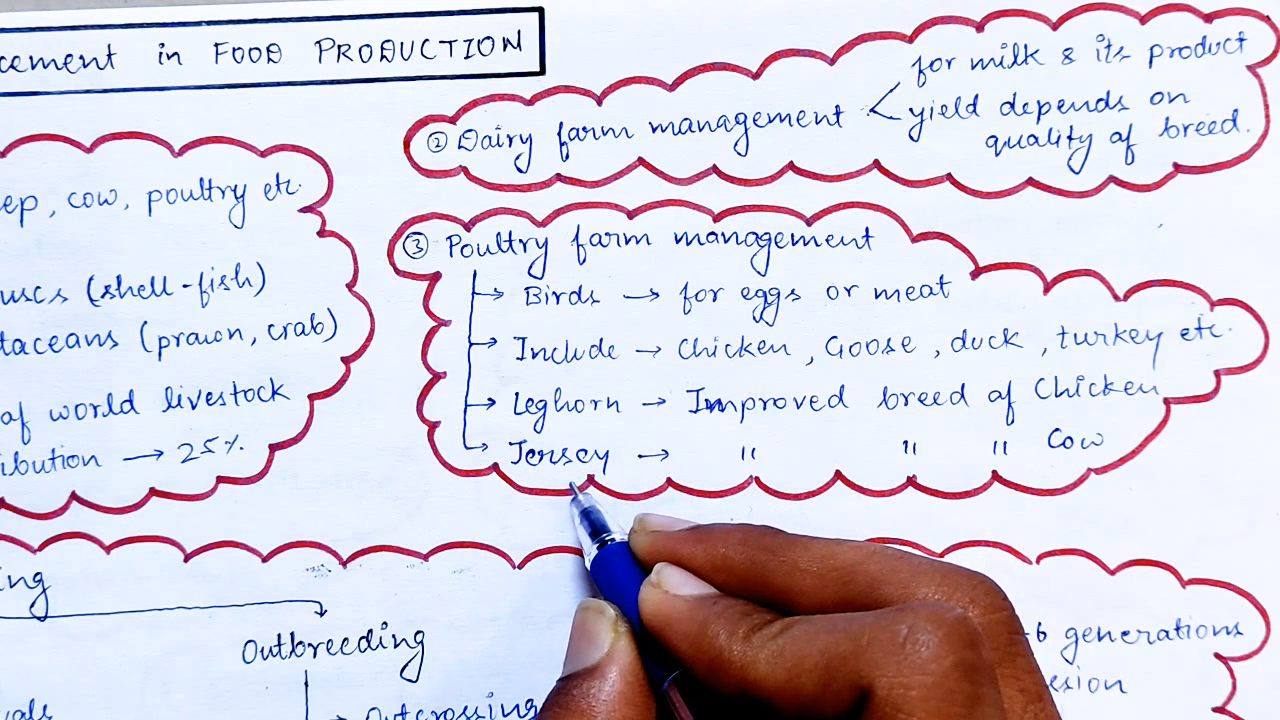 cement in FOOD PRODUCTION
② Dairy farm management
for milk & its product
yield depends on
quality of breed.
ep, cow, poultry etc.
uscs (shell-fish)
taceans (prawn, crab)
of world livestock
ibution → 25%.
③ Poultry farm management
Birds → for eggs or meat
Include → Chicken, Goose, duck, turkey etc.
Leghorn → Improved breed of Chicken
Jersey → " " " Cow
ing
Outbreeding
Outcrossing
6 generations
esion
als